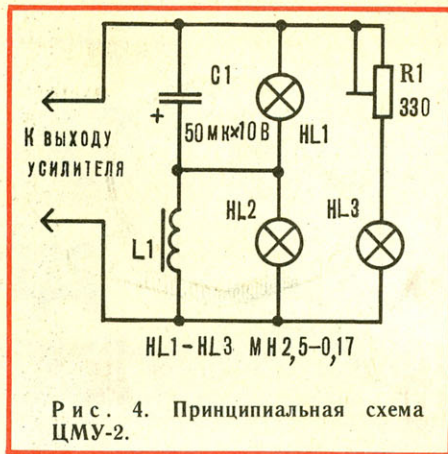 C1
R1
330
+
50мк×10В
HL1
К ВЫХОДУ
УСИЛИТЕЛЯ
HL2
HL3
L1
HL1-HL3 МН2,5-0,17
Рис. 4. Принципиальная схема
ЦМУ-2.